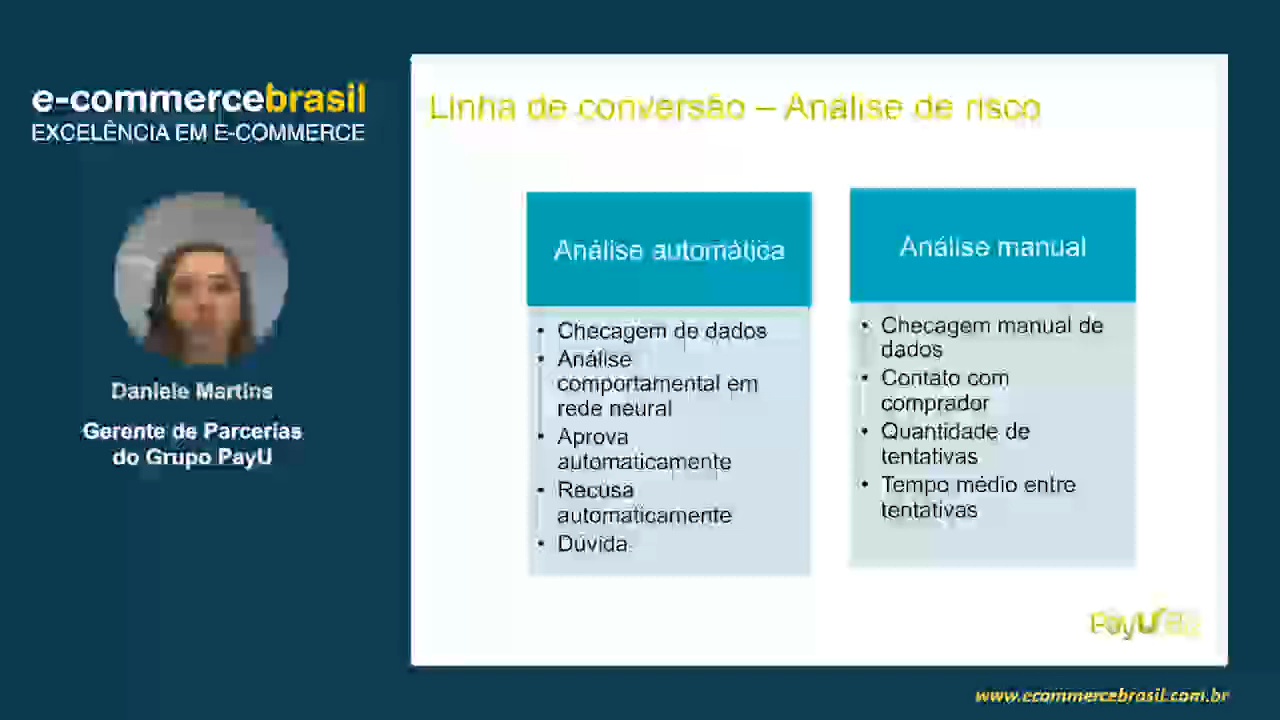 e-commercebrasil
EXCELÊNCIA EM E-COMMERCE
Daniele Martins
Gerente de Parcerias
do Grupo PayU
Linha de conversão – Análise de risco
Análise automática
• Checagem de dados
• Análise
comportamental em
rede neural
• Aprova
automaticamente
• Recusa
automaticamente
• Dúvida
Análise manual
• Checagem manual de
dados
• Contato com
comprador
• Quantidade de
tentativas
• Tempo médio entre
tentativas
PayU
www.ecommercebrasil.com.br